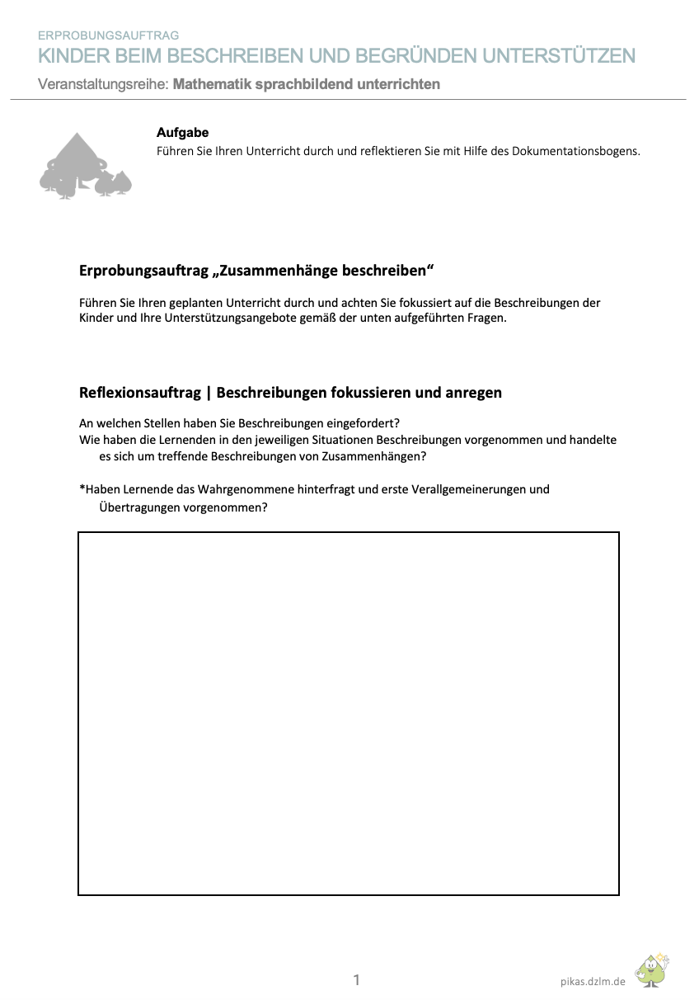 ERPROBUNGSAUFTRAG
KINDER BEIM BESCHREIBEN UND BEGRÜNDEN UNTERSTÜTZEN
Veranstaltungsreihe: Mathematik sprachbildend unterrichten
Aufgabe
Führen Sie Ihren Unterricht durch und reflektieren Sie mit Hilfe des Dokumentationsbogens.
Erprobungsauftrag „Zusammenhänge beschreiben“
Führen Sie Ihren geplanten Unterricht durch und achten Sie fokussiert auf die Beschreibungen der
Kinder und Ihre Unterstützungsangebote gemäß der unten aufgeführten Fragen.
Reflexionsauftrag | Beschreibungen fokussieren und anregen
An welchen Stellen haben Sie Beschreibungen eingefordert?
Wie haben die Lernenden in den jeweiligen Situationen Beschreibungen vorgenommen und handelte
es sich um treffende Beschreibungen von Zusammenhängen?
*Haben Lernende das Wahrgenommene hinterfragt und erste Verallgemeinerungen und
Übertragungen vorgenommen?
1
pikas.dzlm.de